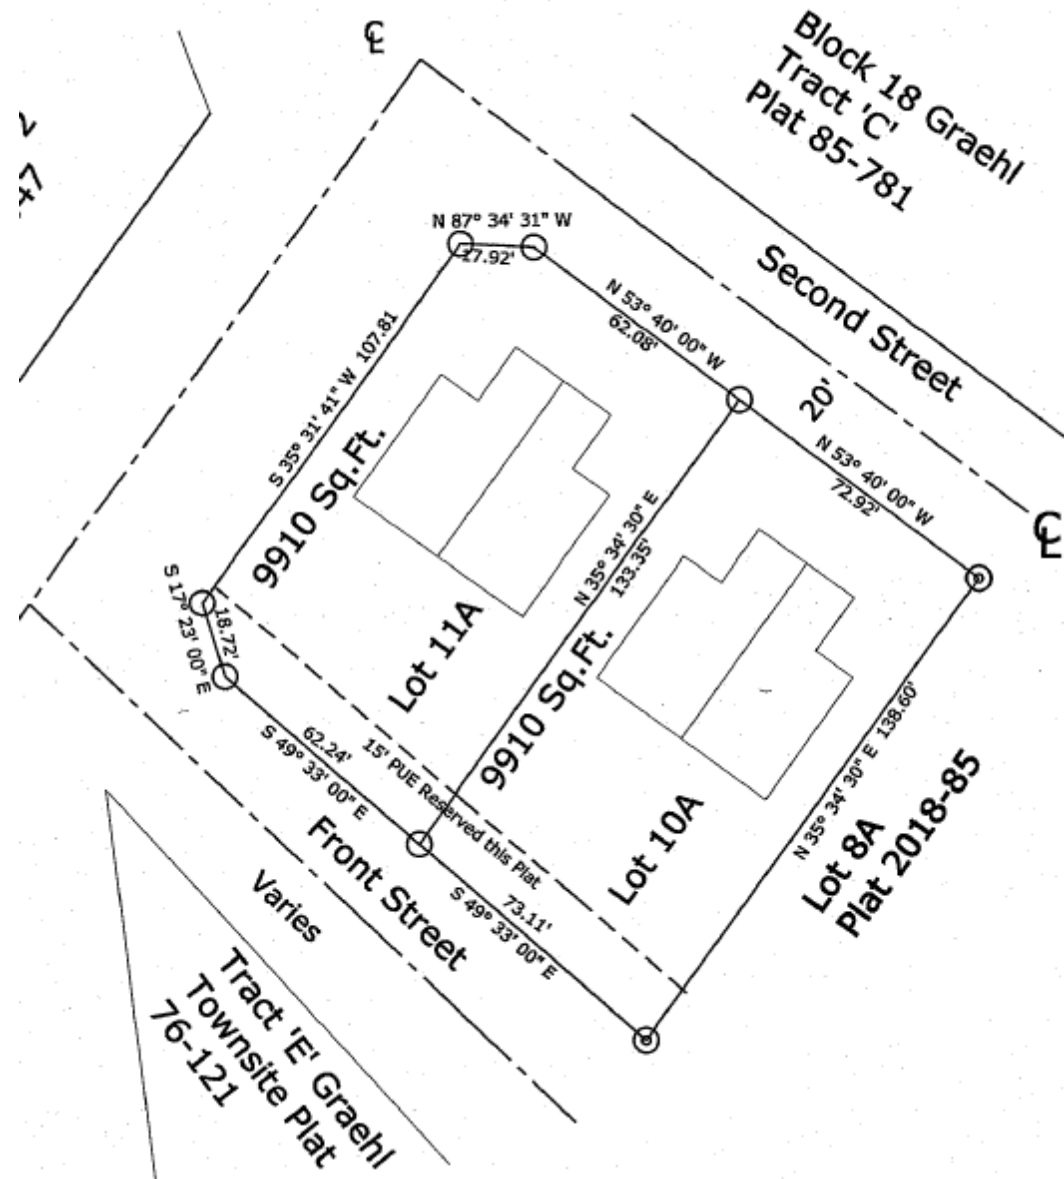 ℄
Block 18 Graehl
Tract 'C'
Plat 85-781
2
47
N 87° 34' 31" W
17.92'
N 53° 40' 00" W
62.08'
Second Street
20'
S 35° 31' 41" W 107.81
9910 Sq.Ft.
Lot 11A
N 35° 34' 30" E
133.35'
N 53° 40' 00" W
72.92'
℄
S 17° 23' 00" E
18.72'
62.24'
S 49° 33' 00" E
15' PUE Reserved this Plat
9910 Sq.Ft.
Lot 10A
N 35° 34' 30" E 138.60'
Lot 8A
Plat 2018-85
73.11'
S 49° 33' 00" E
Front Street
Varies
Tract 'E' Graehl
Townsite Plat
76-121